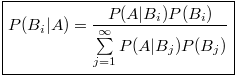 P(B_i|A) = \frac{P(A|B_i)P(B_i)}{\sum_{j=1}^{\infty} P(A|B_j)P(B_j)}